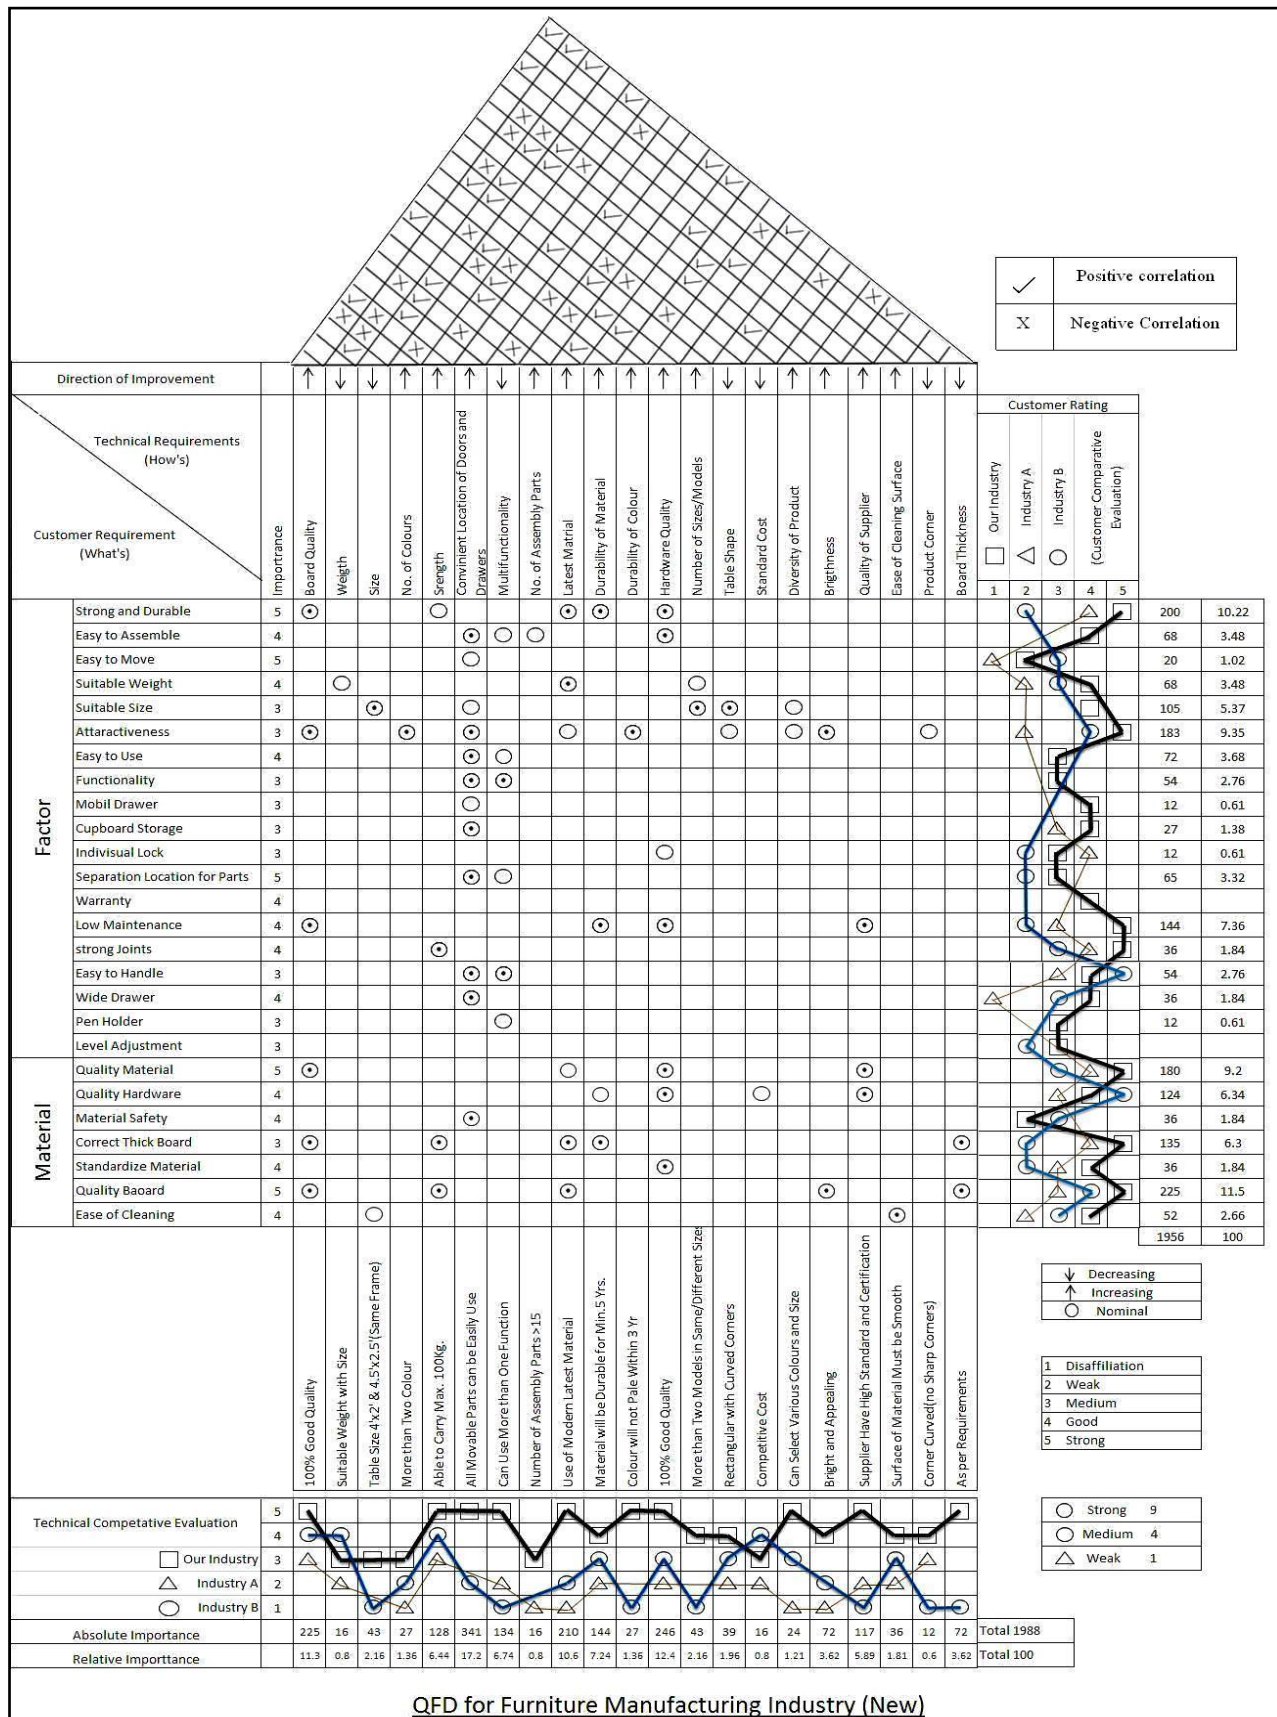 Positive correlation
X Negative Correlation
Direction of Improvement
Technical Requirements
(How's)
Customer Requirement
(What's)
Importrance
Board Quality
Weigth
Size
No. of Colours
Srength
Convinient Location of Doors and
Drawers
Multifunctionality
No. of Assembly Parts
Latest Matrial
Durability of Material
Durability of Colour
Hardware Quality
Number of Sizes/Models
Table Shape
Standard Cost
Diversity of Product
Brigthness
Quality of Supplier
Ease of Cleaning Surface
Product Corner
Board Thickness
Customer Rating
Our Industry
Industry A
Industry B
(Customer Comparative
Evaluation)
1 2 3 4 5
Factor
Strong and Durable 5 200 10.22
Easy to Assemble 4 68 3.48
Easy to Move 5 20 1.02
Suitable Weight 4 68 3.48
Suitable Size 3 105 5.37
Attaractiveness 3 183 9.35
Easy to Use 4 72 3.68
Functionality 3 54 2.76
Mobil Drawer 3 12 0.61
Cupboard Storage 3 27 1.38
Indivisual Lock 3 12 0.61
Separation Location for Parts 5 65 3.32
Warranty 4
Low Maintenance 4 144 7.36
strong Joints 4 36 1.84
Easy to Handle 3 54 2.76
Wide Drawer 4 36 1.84
Pen Holder 3 12 0.61
Level Adjustment 3
Material
Quality Material 5 180 9.2
Quality Hardware 4 124 6.34
Material Safety 4 36 1.84
Correct Thick Board 3 135 6.3
Standardize Material 4 36 1.84
Quality Baoard 5 225 11.5
Ease of Cleaning 4 52 2.66
1956 100
100% Good Quality
Suitable Weight with Size
Table Size 4'x2' & 4.5'x2.5'(Same Frame)
More than Two Colour
Able to Carry Max. 100Kg.
All Movable Parts can be Easily Use
Can Use More than One Function
Number of Assembly Parts >15
Use of Modern Latest Material
Material will be Durable for Min.5 Yrs.
Colour will not Pale Within 3 Yr
100% Good Quality
More than Two Models in Same/Different Sizes
Rectangular with Curved Corners
Competitive Cost
Can Select Various Colours and Size
Bright and Appealing
Supplier Have High Standard and Certification
Surface of Material Must be Smooth
Corner Curved(no Sharp Corners)
As per Requirements
Decreasing
Increasing
Nominal
1 Disaffiliation
2 Weak
3 Medium
4 Good
5 Strong
Strong 9
Medium 4
Weak 1
Technical Competative Evaluation
5
4
Our Industry 3
Industry A 2
Industry B 1
Absolute Importance 225 16 43 27 128 341 134 16 210 144 27 246 43 39 16 24 72 117 36 12 72 Total 1988
Relative Importtance 11.3 0.8 2.16 1.36 6.44 17.2 6.74 0.8 10.6 7.24 1.36 12.4 2.16 1.96 0.8 1.21 3.62 5.89 1.81 0.6 3.62 Total 100
QFD for Furniture Manufacturing Industry (New)